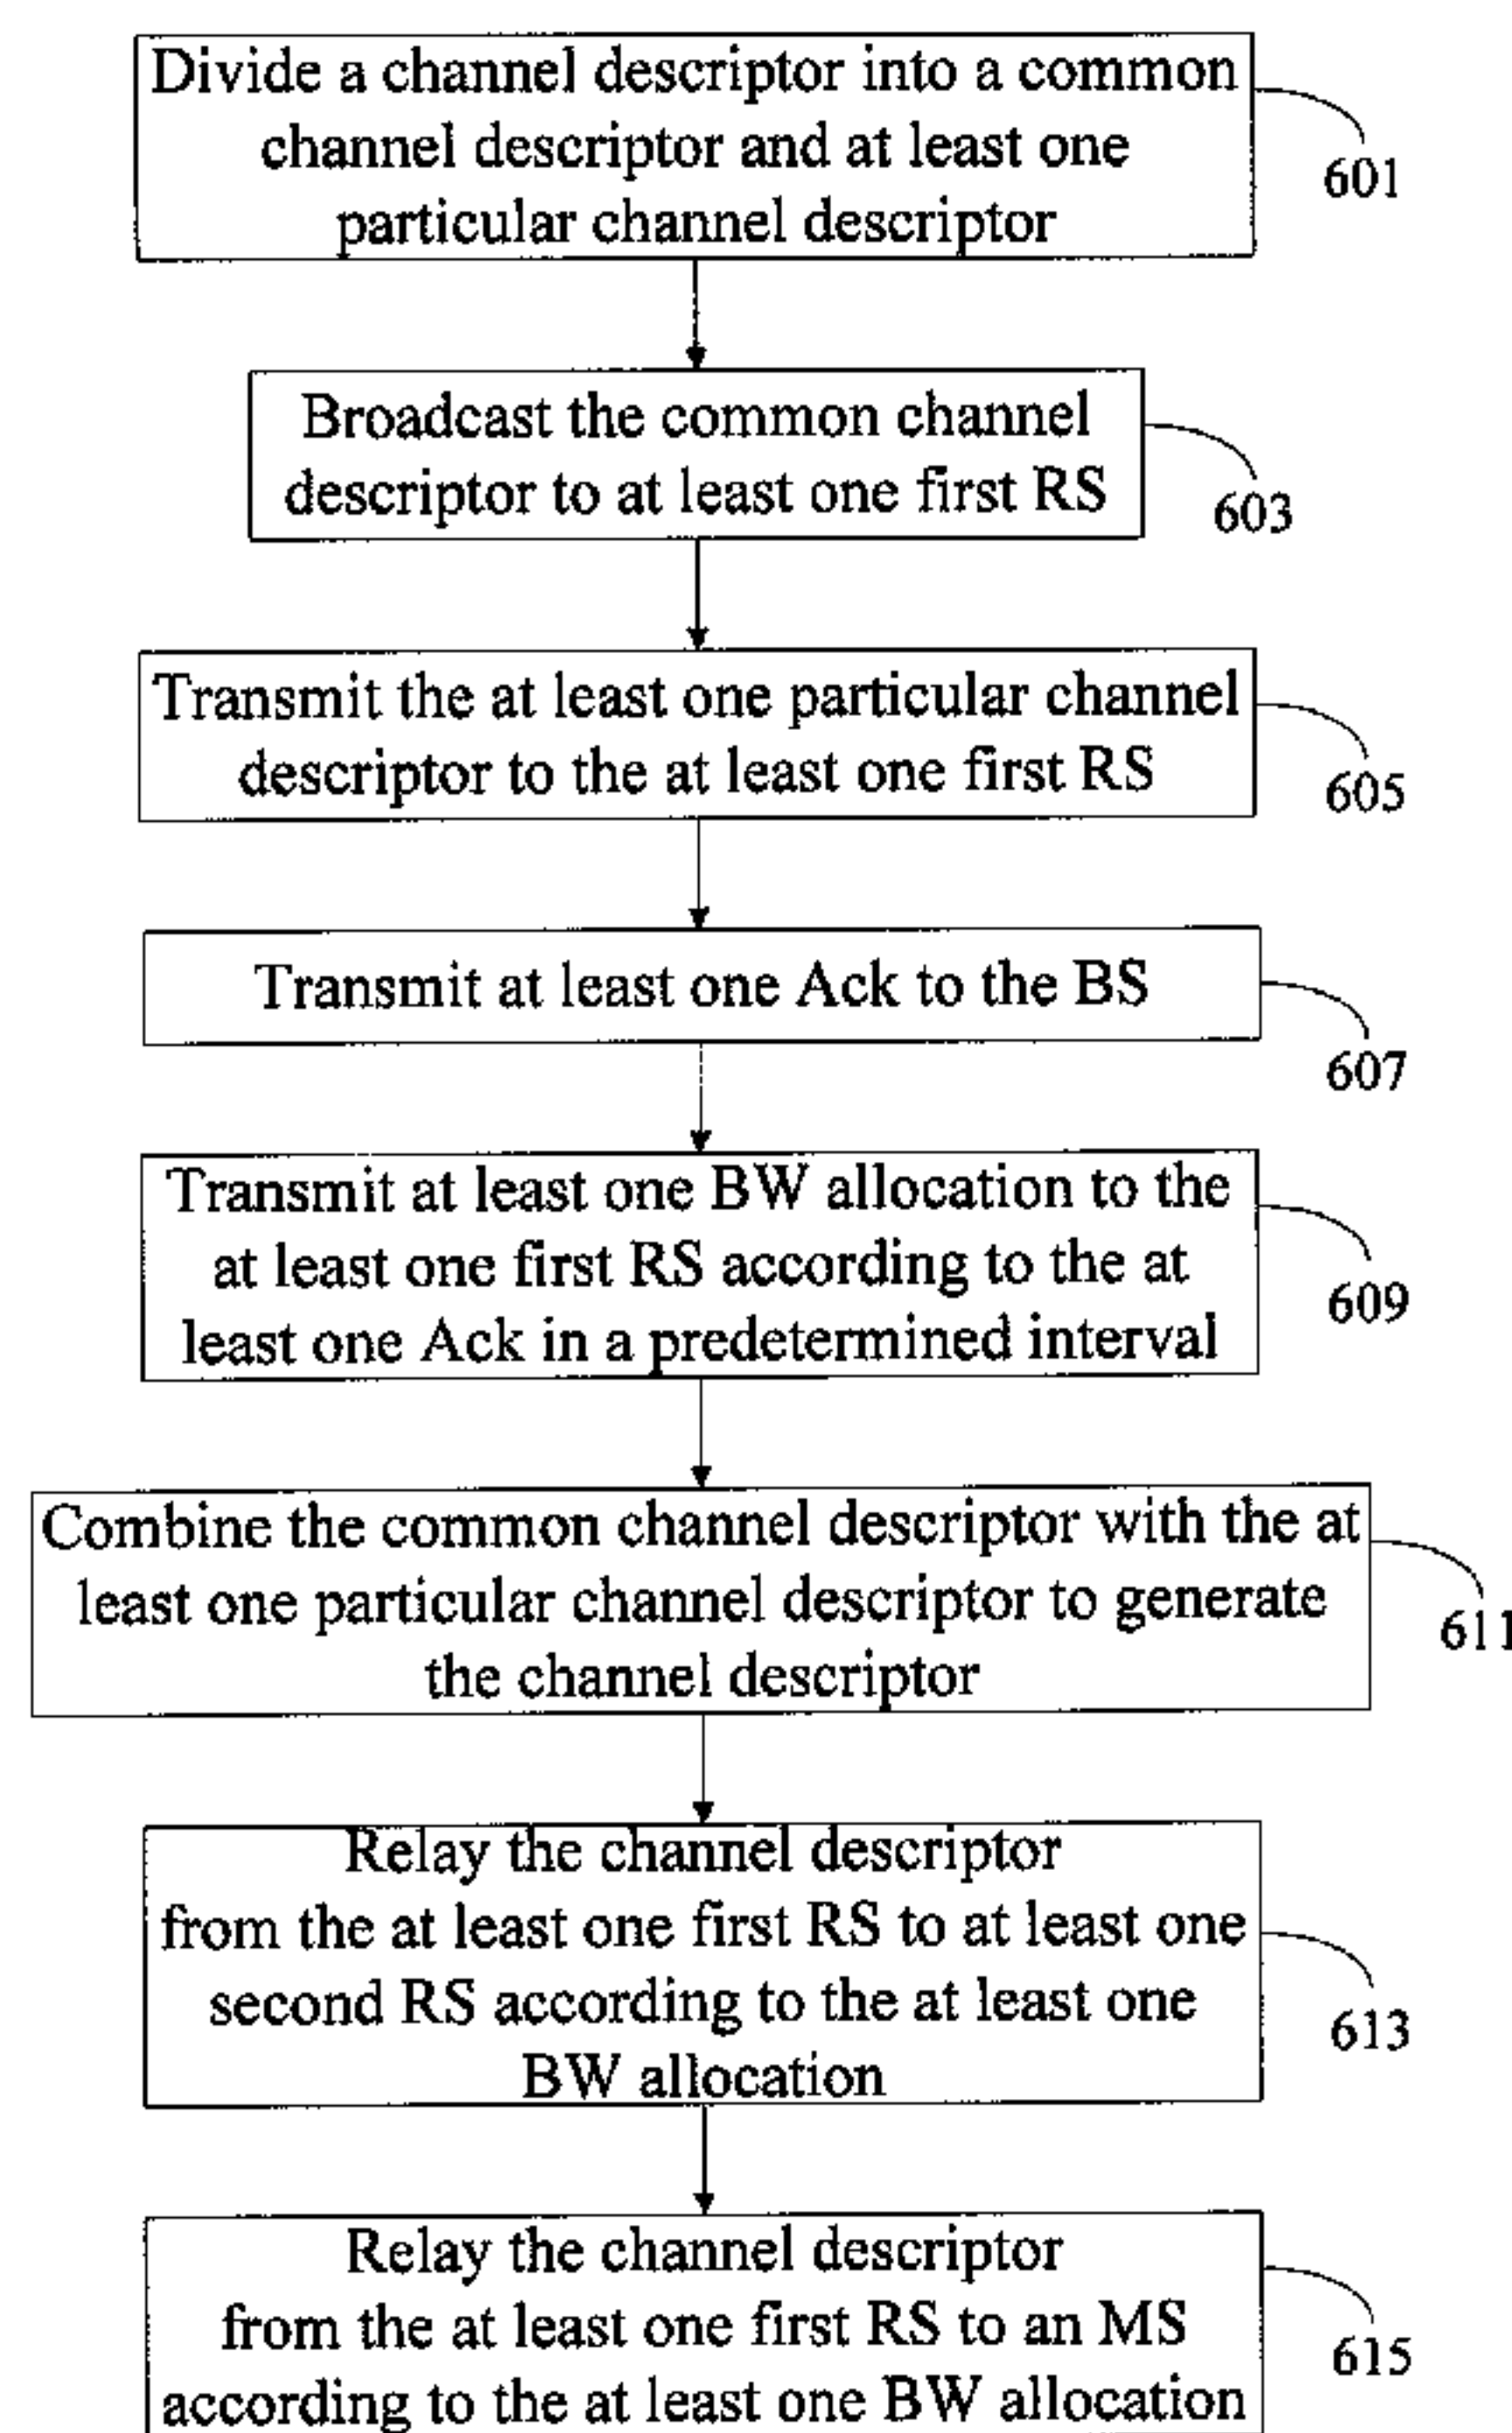 Divide a channel descriptor into a common
channel descriptor and at least one
particular channel descriptor
601
Broadcast the common channel
descriptor to at least one first RS
603
Transmit the at least one particular channel
descriptor to the at least one first RS
605
Transmit at least one Ack to the BS
607
Transmit at least one BW allocation to the
at least one first RS according to the at
least one Ack in a predetermined interval
609
Combine the common channel descriptor with the at
least one particular channel descriptor to generate
the channel descriptor
611
Relay the channel descriptor
from the at least one first RS to at least one
second RS according to the at least one
BW allocation
613
Relay the channel descriptor
from the at least one first RS to an MS
according to the at least one BW allocation
615